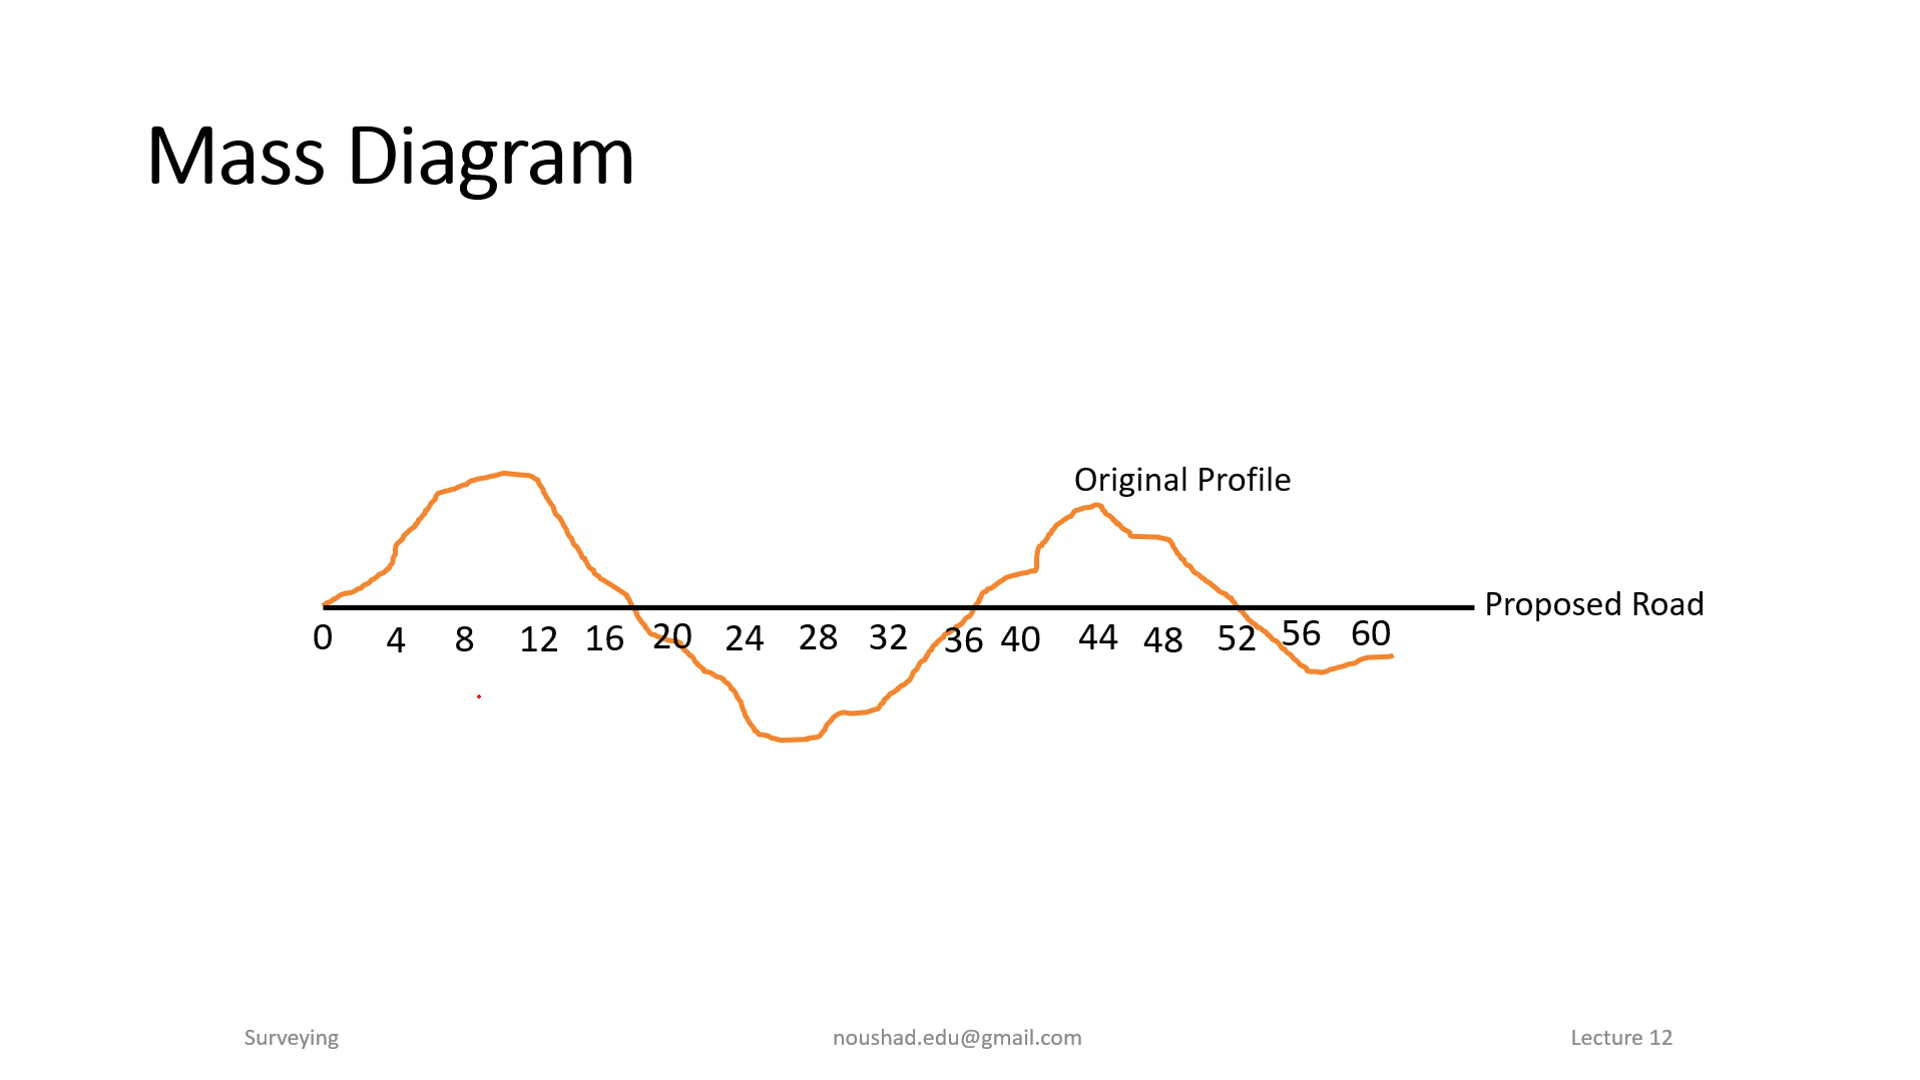 Mass Diagram
Original Profile
Proposed Road
0 4 8 12 16 20 24 28 32 36 40 44 48 52 56 60
Surveying noushad.edu@gmail.com Lecture 12